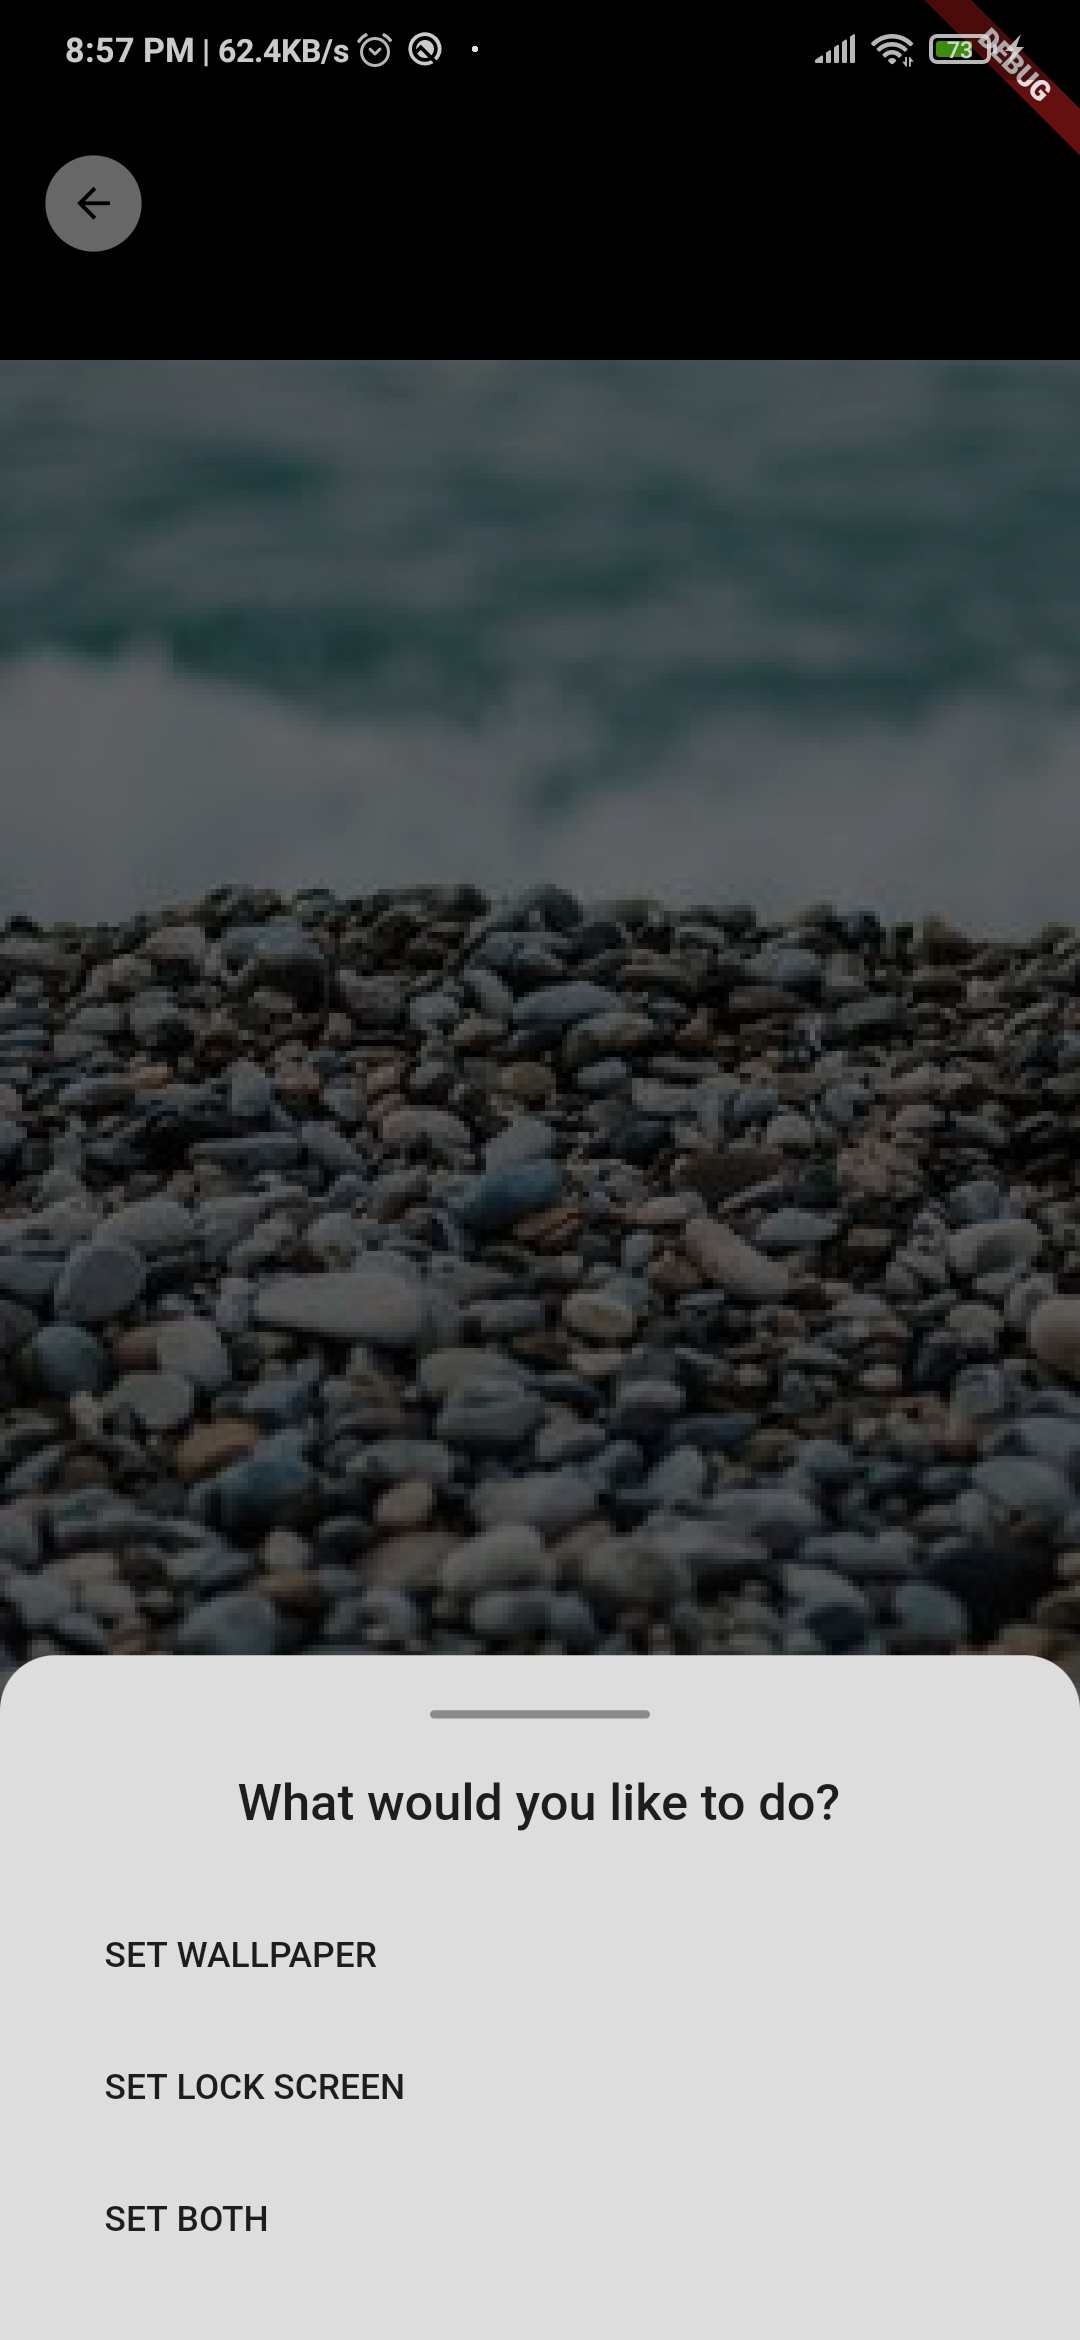 8:57 PM | 62.4KB/s
73
DEBUG
What would you like to do?
SET WALLPAPER
SET LOCK SCREEN
SET BOTH